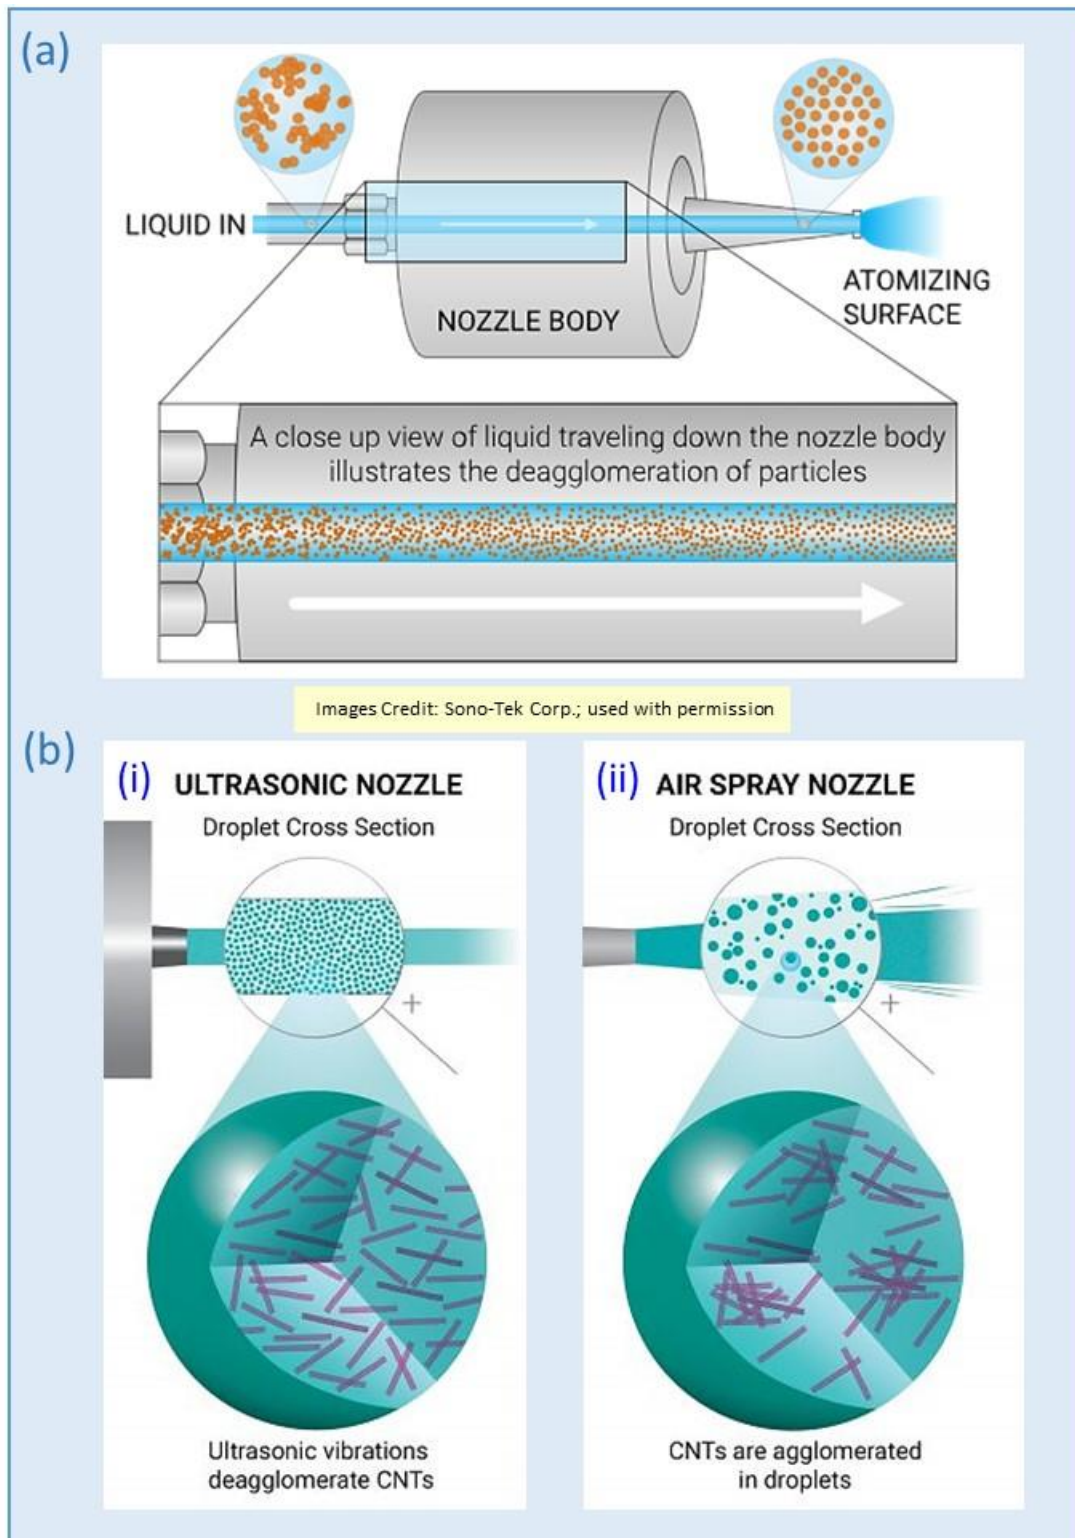 (a)
LIQUID IN
NOZZLE BODY
ATOMIZING
SURFACE
A close up view of liquid traveling down the nozzle body
illustrates the deagglomeration of particles
Images Credit: Sono-Tek Corp.; used with permission
(b)
(i) ULTRASONIC NOZZLE
Droplet Cross Section
Ultrasonic vibrations
deagglomerate CNTs
(ii) AIR SPRAY NOZZLE
Droplet Cross Section
CNTs are agglomerated
in droplets